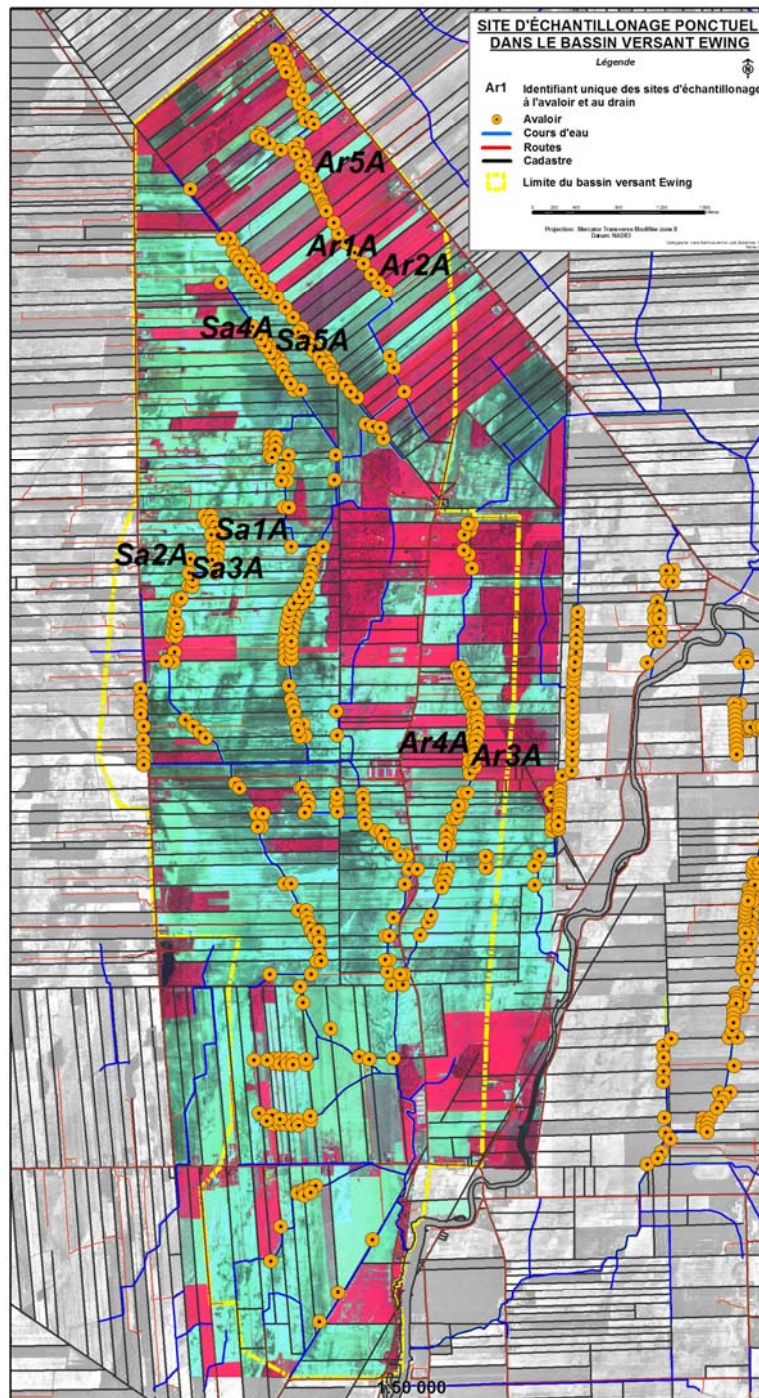 SITE D'ÉCHANTILLONAGE PONCTUEL
DANS LE BASSIN VERSANT EWING
Légende
Ar1 Identifiant unique des sites d'échantillonage
à l'avaloir et au drain
Avaloir
Cours d'eau
Routes
Cadastre
Limite du bassin versant Ewing
Projection: Mercator Transverse Modifiée zone 8
Datum: NAD83
Ar5A
Ar1A
Ar2A
Sa4A
Sa5A
Sa1A
Sa2A
Sa3A
Ar4A
Ar3A
1:50 000